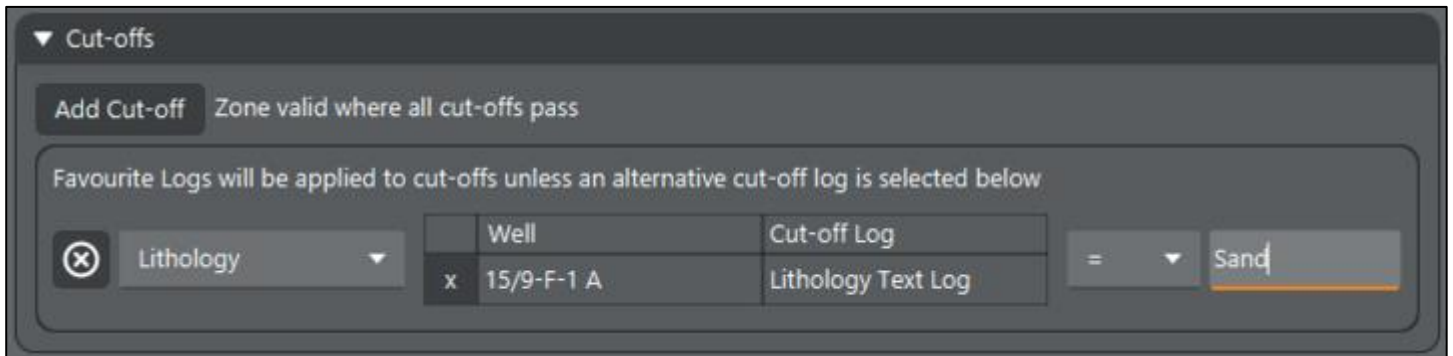 ▼ Cut-offs
Add Cut-off Zone valid where all cut-offs pass
Favourite Logs will be applied to cut-offs unless an alternative cut-off log is selected below
Well Cut-off Log
Lithology = Sand
x 15/9-F-1 A Lithology Text Log